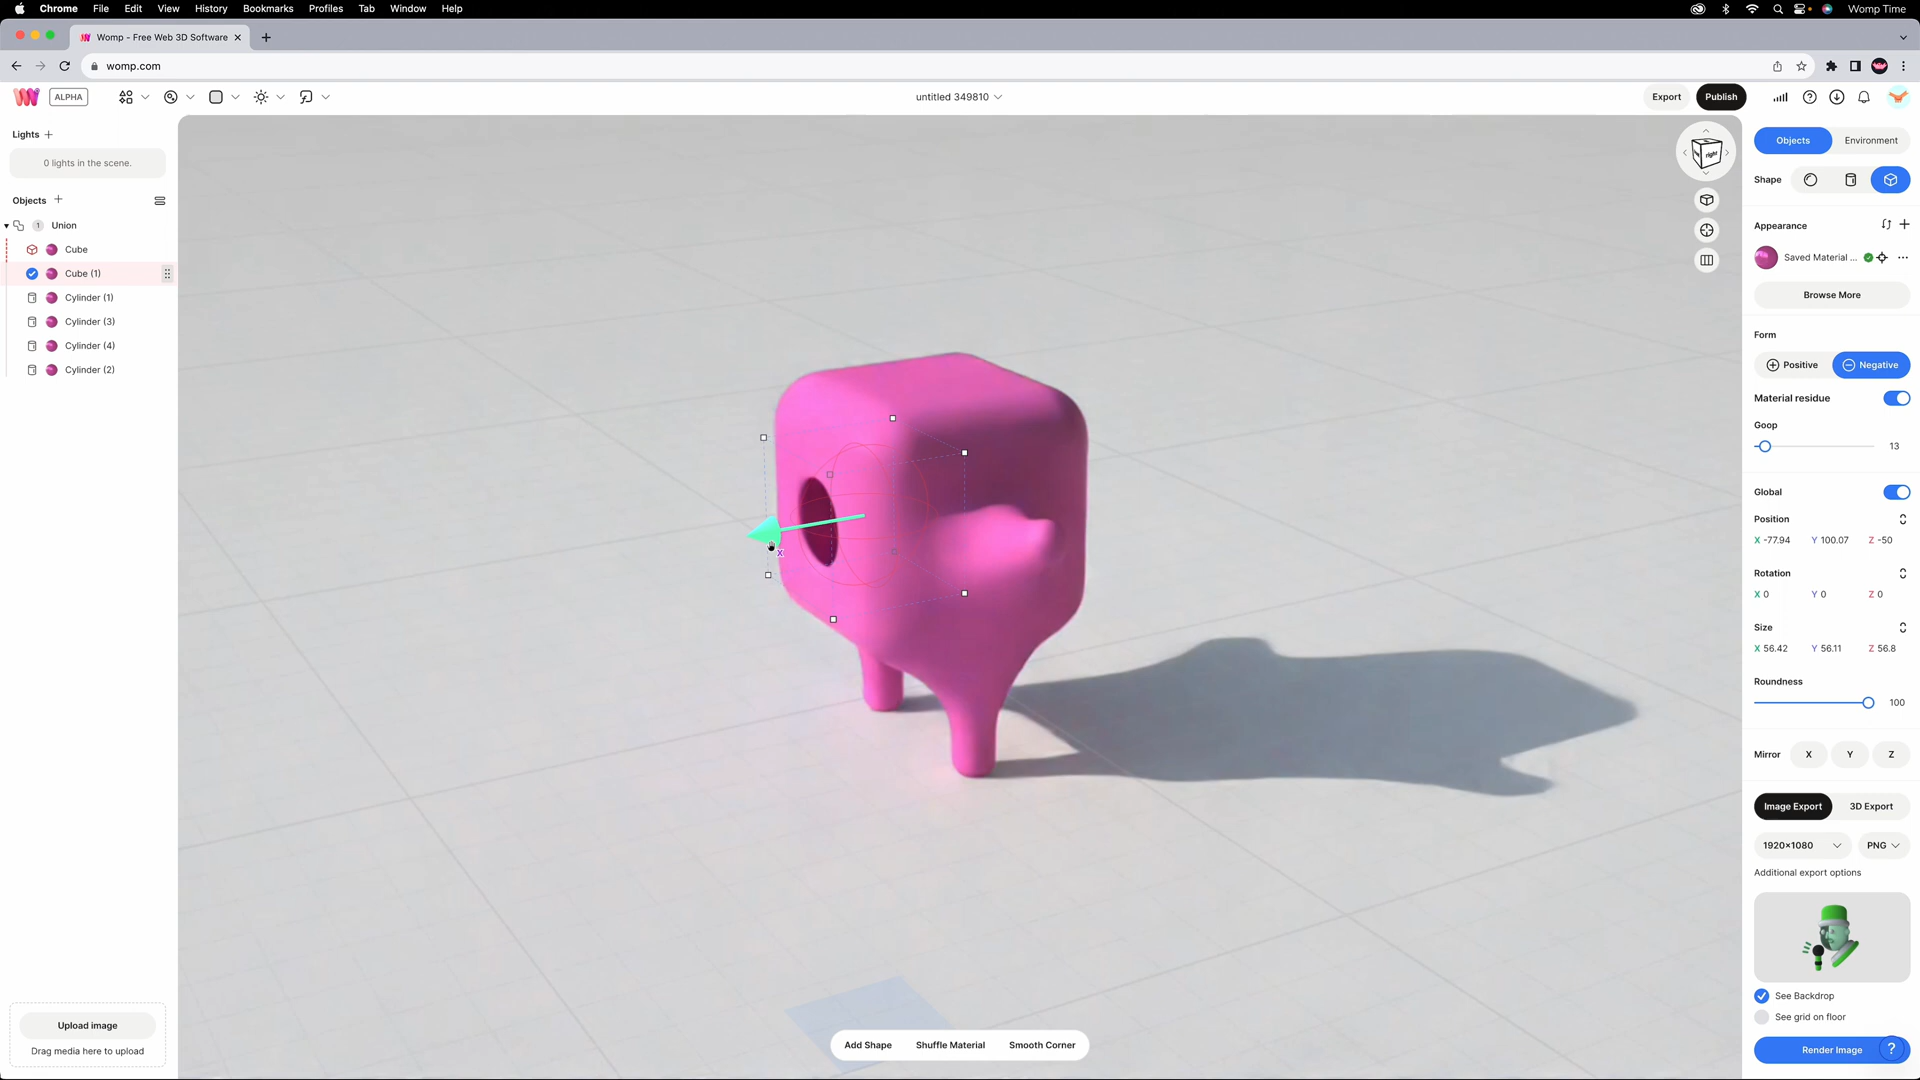 Chrome File Edit View History Bookmarks Profiles Tab Window Help Womp Time
Womp - Free Web 3D Software
womp.com
ALPHA
untitled 349810
Export Publish
Lights
0 lights in the scene.
Objects
1 Union
Cube
Cube (1)
Cylinder (1)
Cylinder (3)
Cylinder (4)
Cylinder (2)
Upload image
Drag media here to upload
right
X
Add Shape Shuffle Material Smooth Corner
Objects Environment
Shape
Appearance
Saved Material ...
Browse More
Form
Positive Negative
Material residue
Goop
13
Global
Position
X -77.94 Y 100.07 Z -50
Rotation
X 0 Y 0 Z 0
Size
X 56.42 Y 56.11 Z 56.8
Roundness
100
Mirror X Y Z
Image Export 3D Export
1920×1080 PNG
Additional export options
See Backdrop
See grid on floor
Render Image ?